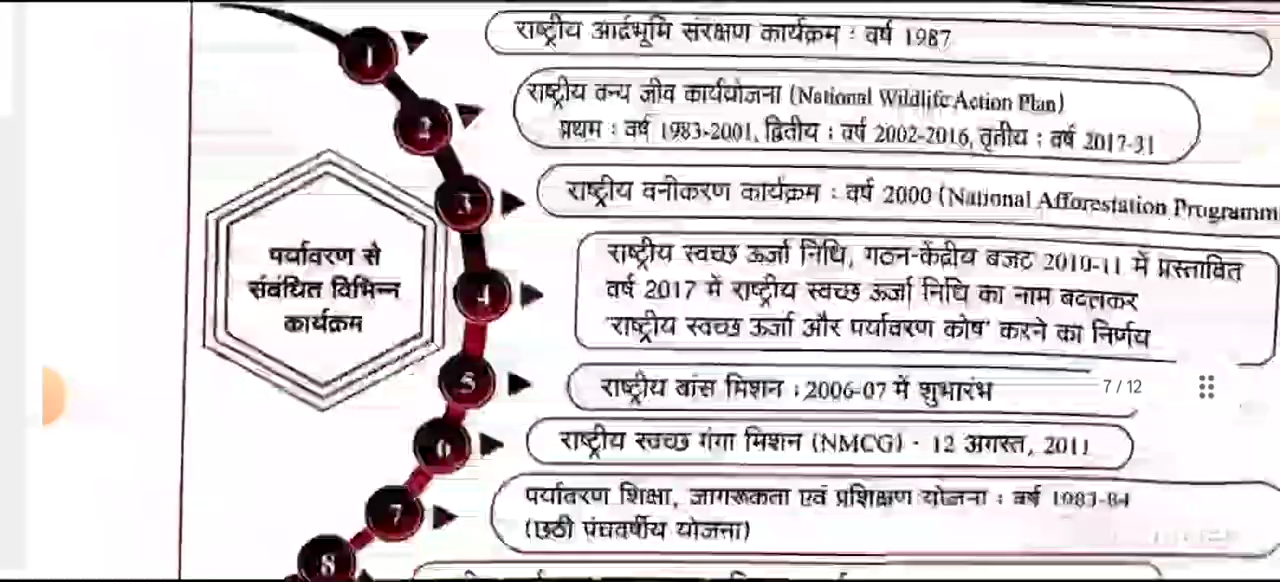 1
राष्ट्रीय आर्द्रभूमि संरक्षण कार्यक्रम : वर्ष 1987
2
राष्ट्रीय वन्य जीव कार्ययोजना (National Wildlife Action Plan)
प्रथम : वर्ष 1983-2001, द्वितीय : वर्ष 2002-2016, तृतीय : वर्ष 2017-31
3
राष्ट्रीय वनीकरण कार्यक्रम : वर्ष 2000 (National Afforestation Programm
पर्यावरण से
संबंधित विभिन्न
कार्यक्रम
4
राष्ट्रीय स्वच्छ ऊर्जा निधि, गठन-केंद्रीय बजट 2010-11 में प्रस्तावित
वर्ष 2017 में राष्ट्रीय स्वच्छ ऊर्जा निधि का नाम बदलकर
'राष्ट्रीय स्वच्छ ऊर्जा और पर्यावरण कोष' करने का निर्णय
5
राष्ट्रीय बांस मिशन : 2006-07 में शुभारंभ
7 / 12
6
राष्ट्रीय स्वच्छ गंगा मिशन (NMCG) - 12 अगस्त, 2011
7
पर्यावरण शिक्षा, जागरूकता एवं प्रशिक्षण योजना : वर्ष 1983-84
(छठी पंचवर्षीय योजना)
8